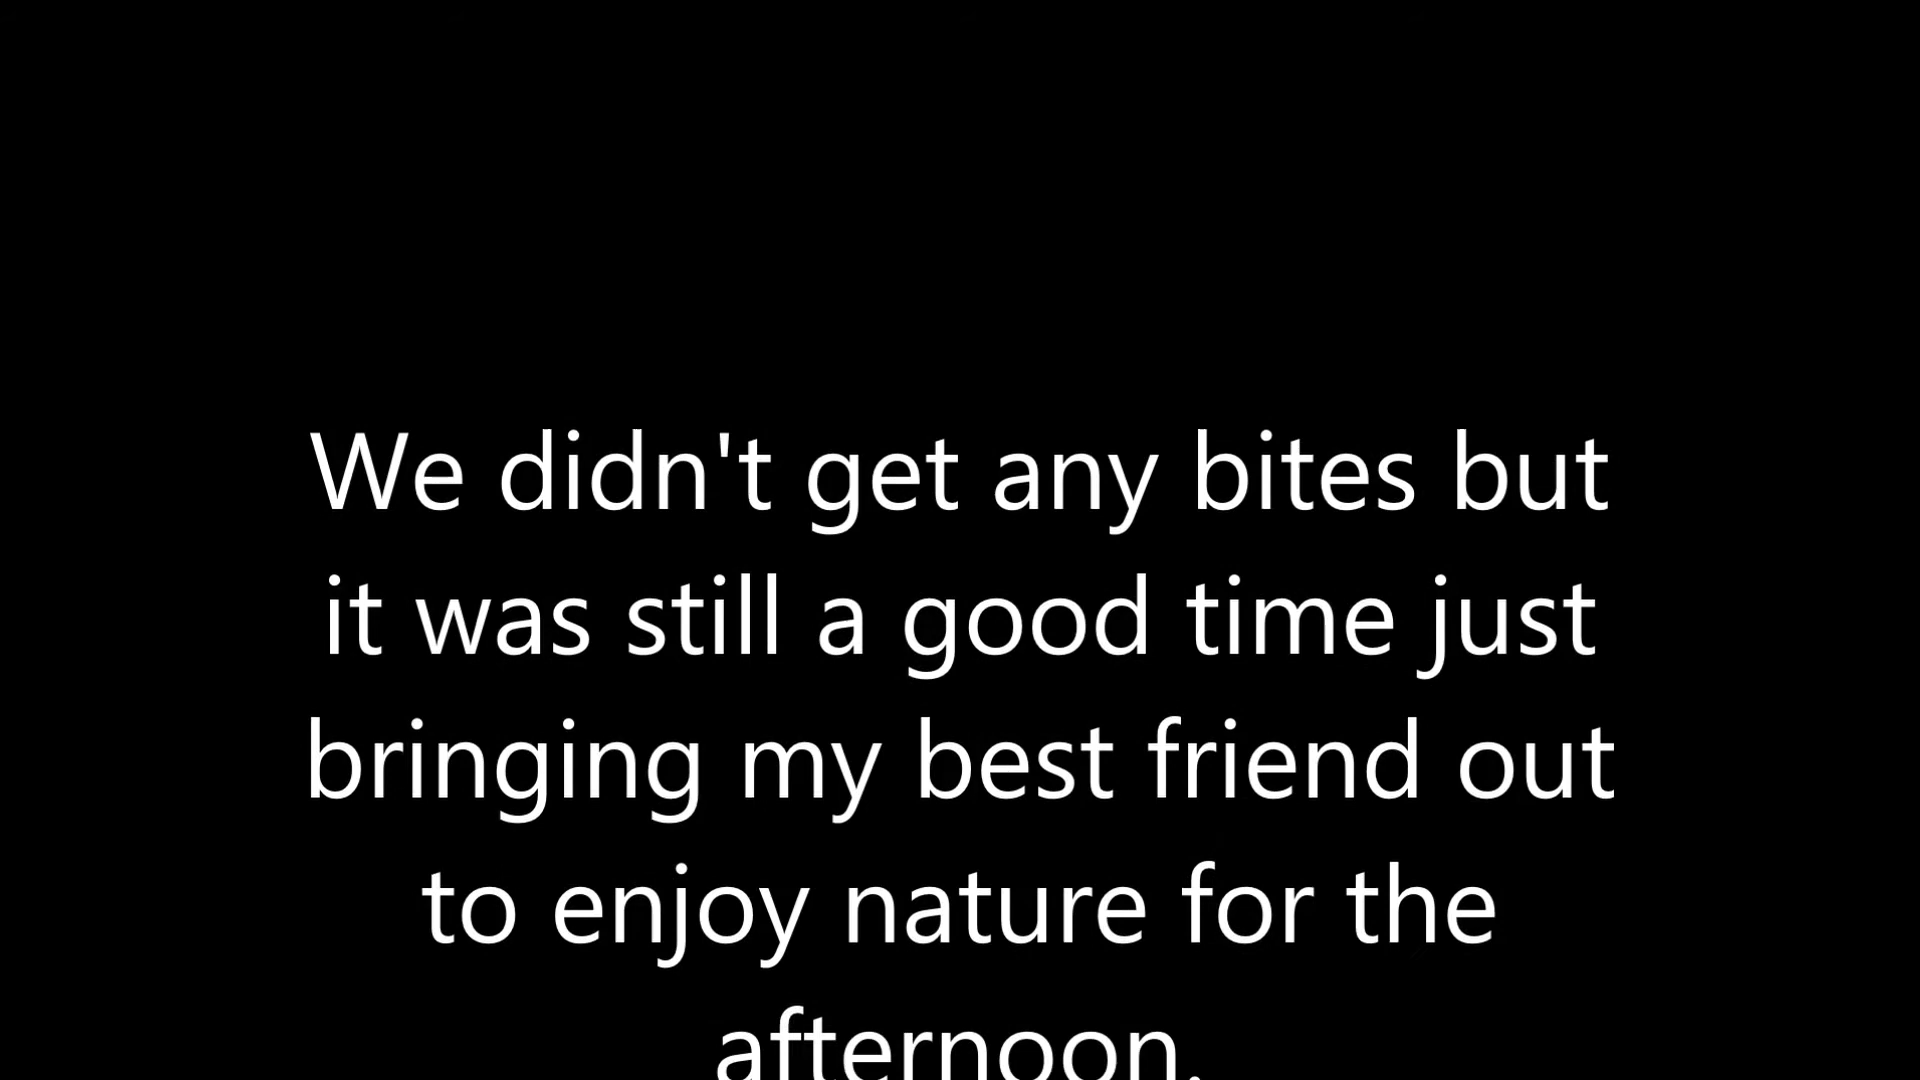 We didn't get any bites but
it was still a good time just
bringing my best friend out
to enjoy nature for the
afternoon.